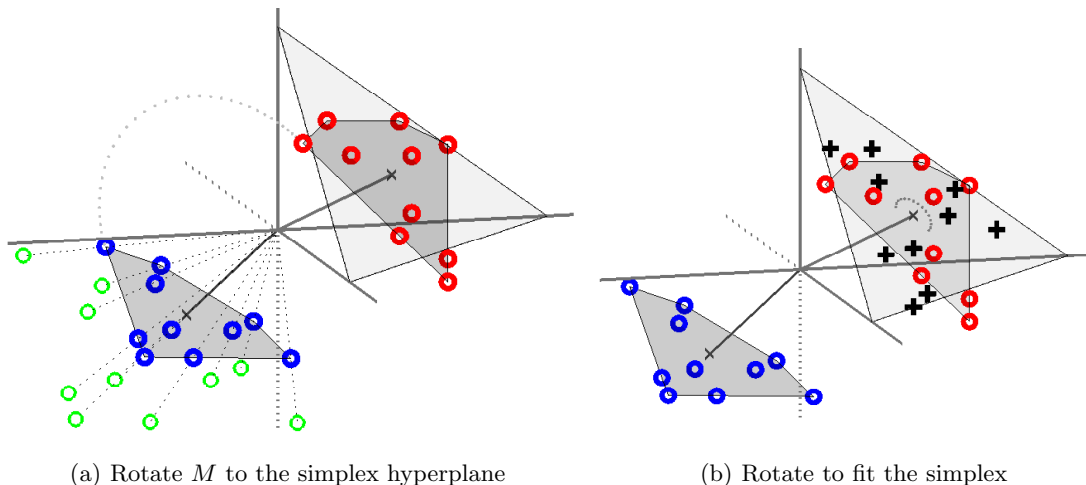 (a) Rotate M to the simplex hyperplane
(b) Rotate to fit the simplex